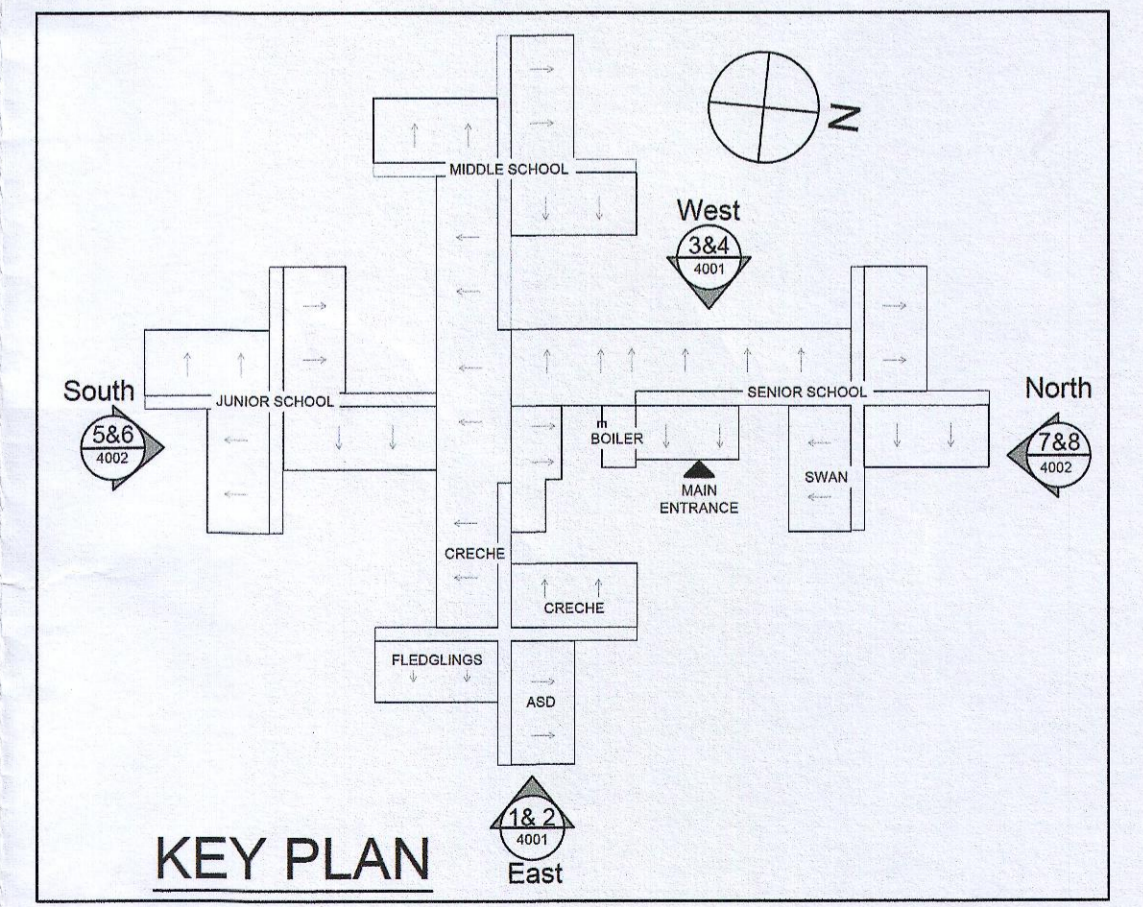 N
MIDDLE SCHOOL
West
3&4
4001
South
5&6
4002
JUNIOR SCHOOL
SENIOR SCHOOL
North
7&8
4002
BOILER
MAIN
ENTRANCE
SWAN
CRECHE
CRECHE
FLEDGLINGS
ASD
1& 2
4001
East
KEY PLAN